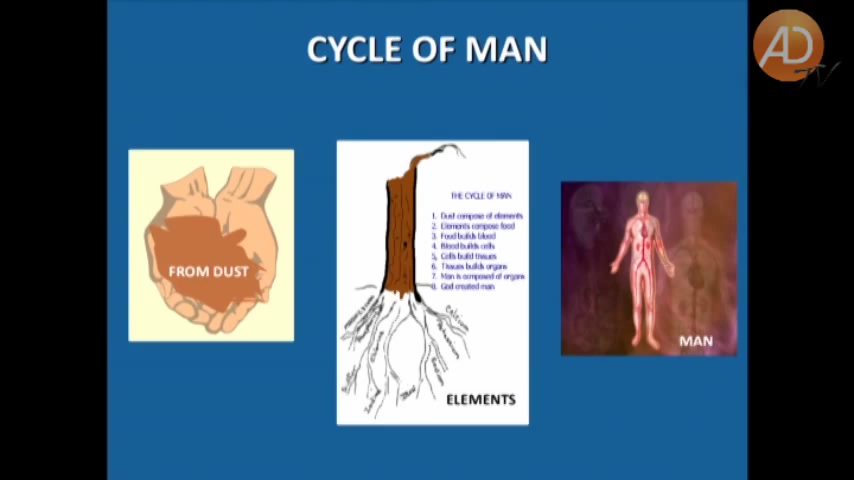 CYCLE OF MAN
AD
TV
FROM DUST
THE CYCLE OF MAN
1. Dust compose of elements
2. Elements compose food
3. Food builds blood
4. Blood builds cells
5. Cells build tissues
6. Tissues builds organs
7. Man is composed of organs
8. God created man
Calcium
ELEMENTS
MAN